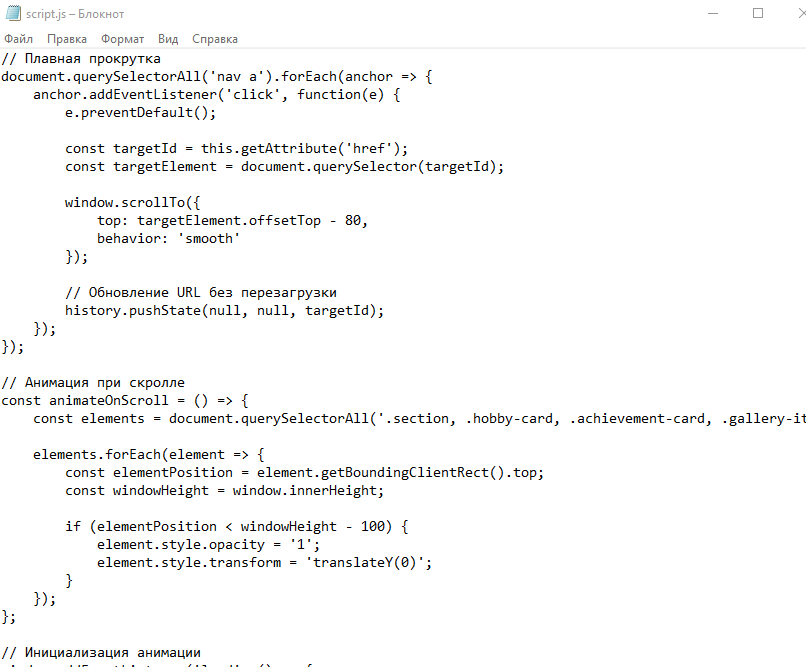 script.js – Блокнот
Файл Правка Формат Вид Справка
// Плавная прокрутка
document.querySelectorAll('nav a').forEach(anchor => {
    anchor.addEventListener('click', function(e) {
        e.preventDefault();
        const targetId = this.getAttribute('href');
        const targetElement = document.querySelector(targetId);
        window.scrollTo({
            top: targetElement.offsetTop - 80,
            behavior: 'smooth'
        });
        // Обновление URL без перезагрузки
        history.pushState(null, null, targetId);
    });
});
// Анимация при скролле
const animateOnScroll = () => {
    const elements = document.querySelectorAll('.section, .hobby-card, .achievement-card, .gallery-it
    elements.forEach(element => {
        const elementPosition = element.getBoundingClientRect().top;
        const windowHeight = window.innerHeight;
        if (elementPosition < windowHeight - 100) {
            element.style.opacity = '1';
            element.style.transform = 'translateY(0)';
        }
    });
};
// Инициализация анимации